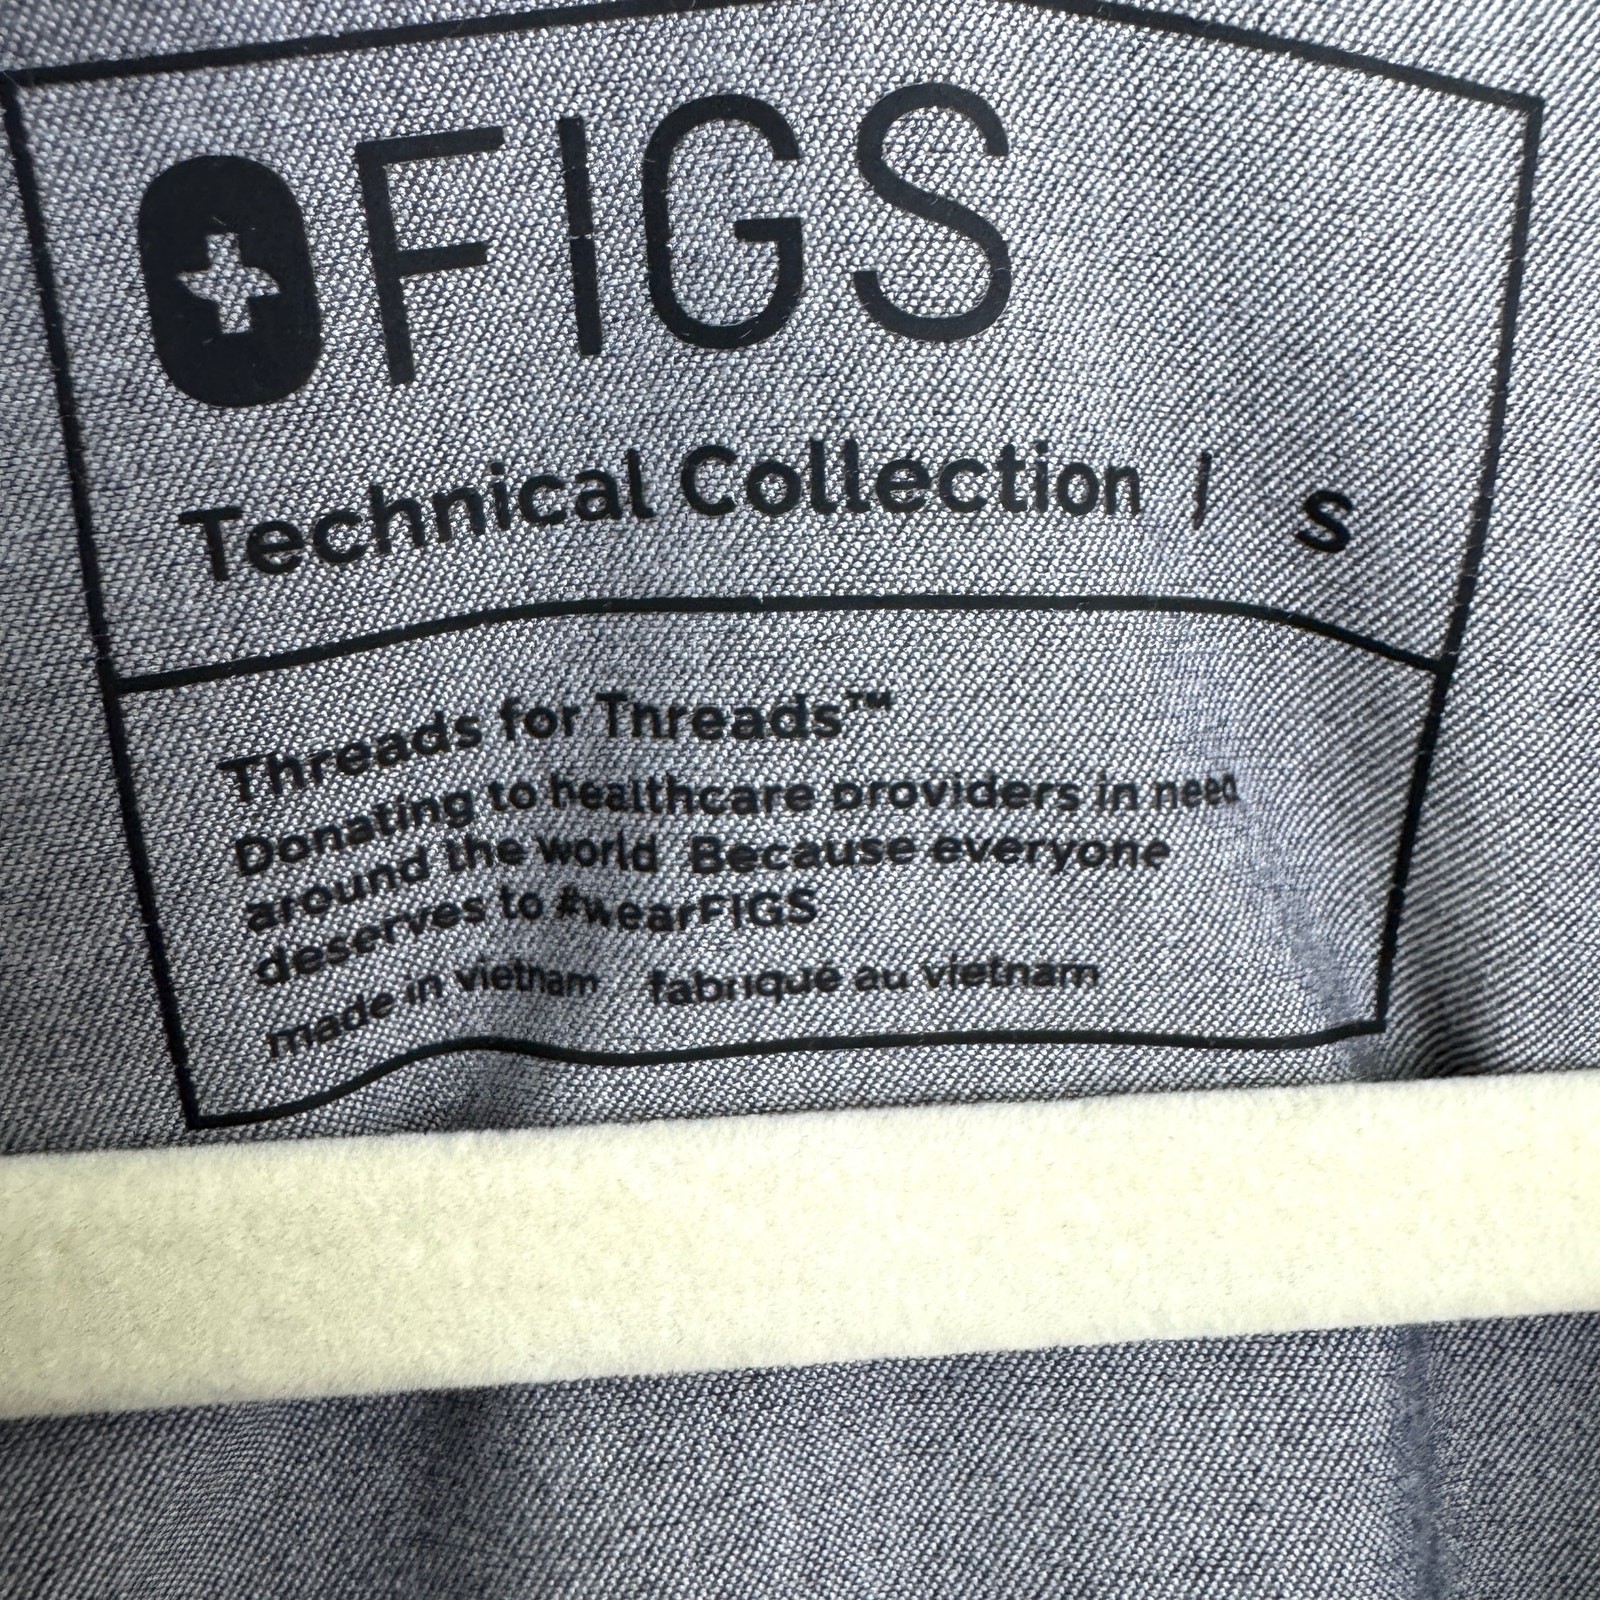 FIGS
Technical Collection | S
Threads for Threads™
Donating to healthcare providers in need
around the world Because everyone
deserves to #wearFIGS
made in vietnam fabriqué au vietnam